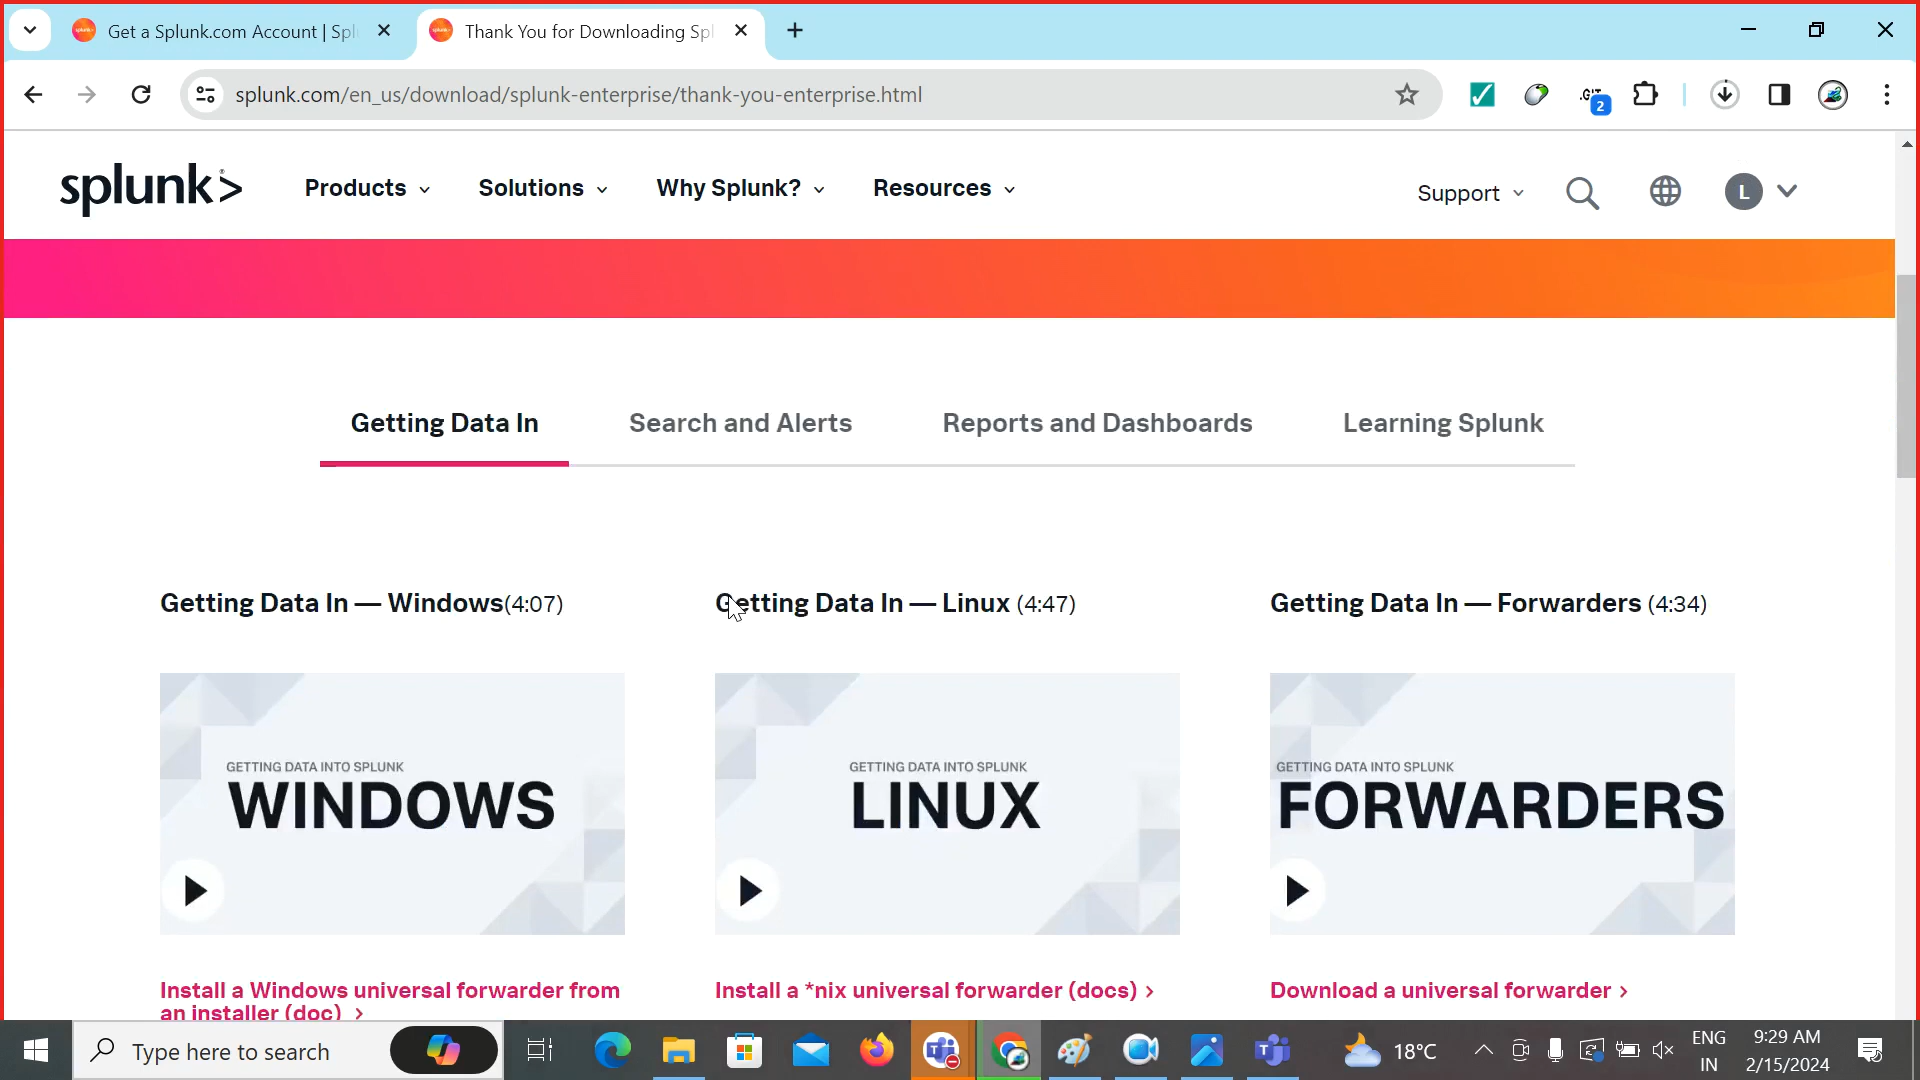 Get a Splunk.com Account | Spl
Thank You for Downloading Spl
splunk.com/en_us/download/splunk-enterprise/thank-you-enterprise.html
.GIT
2
splunk>
Products
Solutions
Why Splunk?
Resources
Support
L
Getting Data In
Search and Alerts
Reports and Dashboards
Learning Splunk
Getting Data In — Windows(4:07)
Getting Data In — Linux (4:47)
Getting Data In — Forwarders (4:34)
GETTING DATA INTO SPLUNK
WINDOWS
GETTING DATA INTO SPLUNK
LINUX
GETTING DATA INTO SPLUNK
FORWARDERS
Install a Windows universal forwarder from
an installer (doc) >
Install a *nix universal forwarder (docs) >
Download a universal forwarder >
Type here to search
18°C
ENG
IN
9:29 AM
2/15/2024